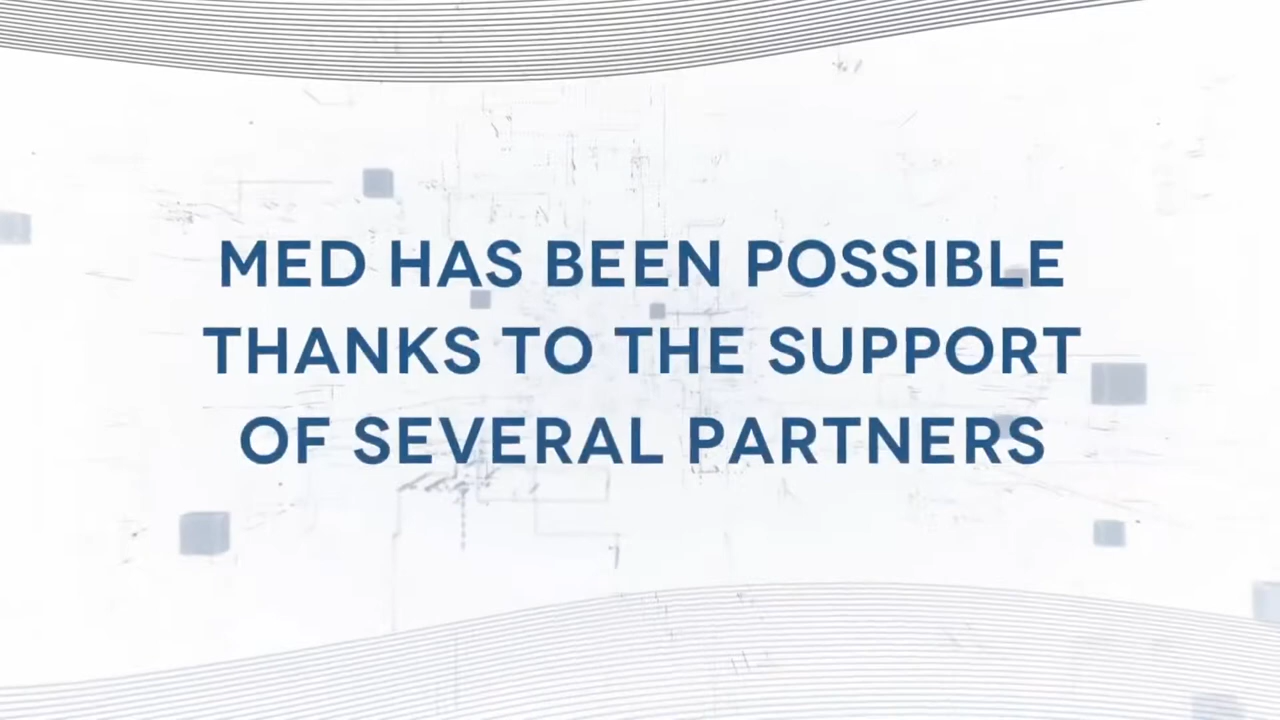 MED HAS BEEN POSSIBLE
THANKS TO THE SUPPORT
OF SEVERAL PARTNERS